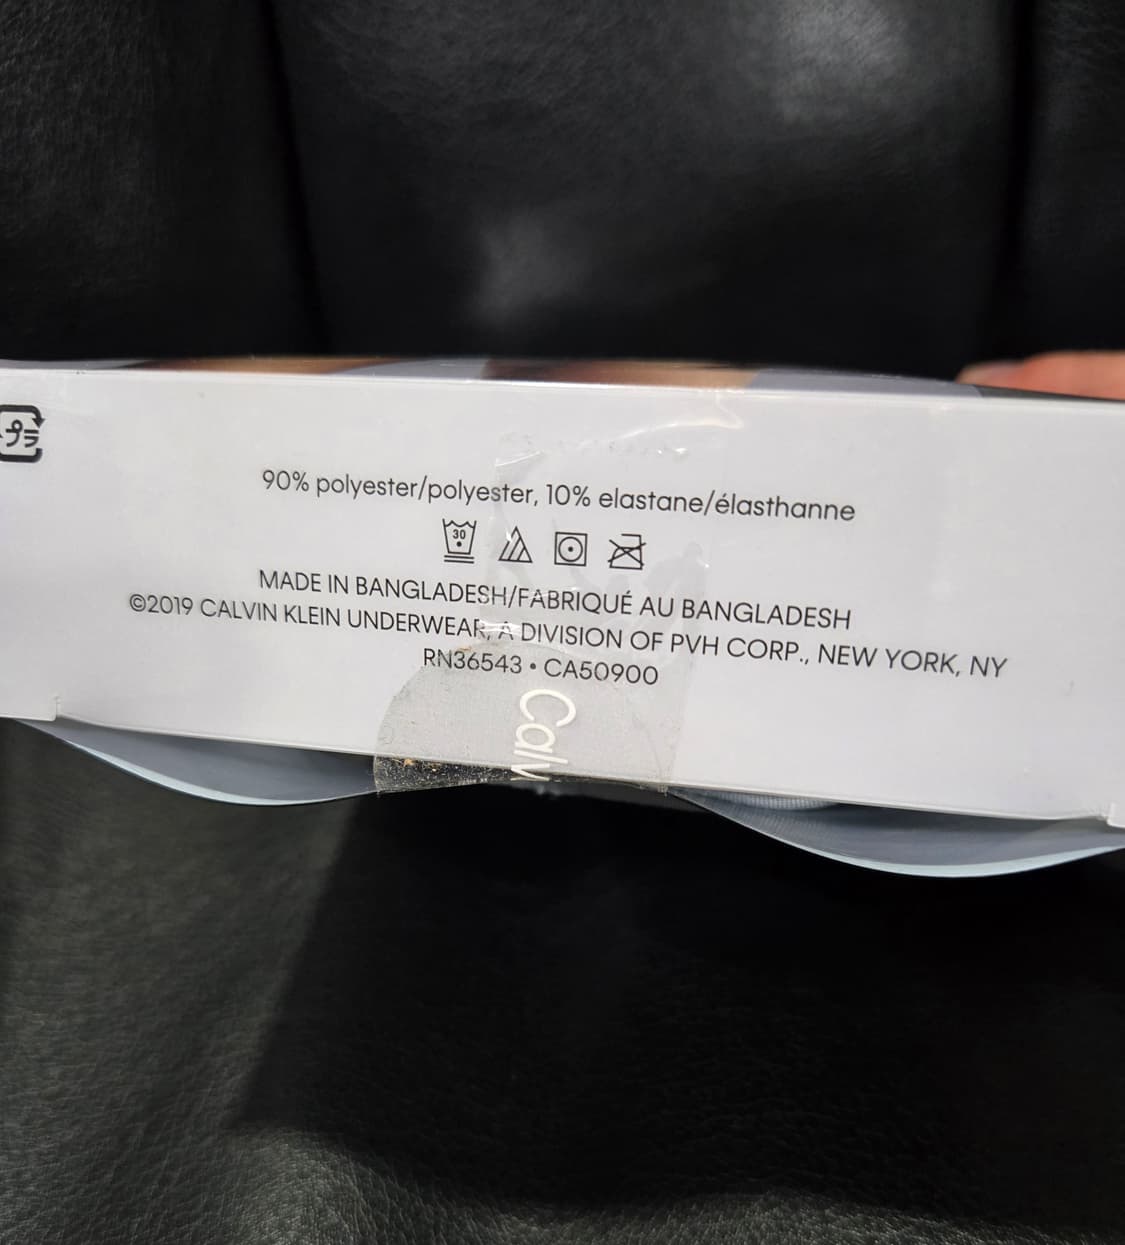 プラ
90% polyester/polyester, 10% elastane/élasthanne
30
MADE IN BANGLADESH/FABRIQUÉ AU BANGLADESH
©2019 CALVIN KLEIN UNDERWEAR, A DIVISION OF PVH CORP., NEW YORK, NY
RN36543 • CA50900
Calv